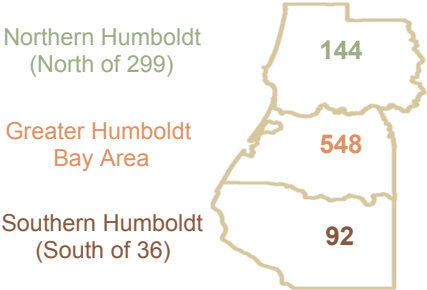 Northern Humboldt
(North of 299)
144
Greater Humboldt
Bay Area
548
Southern Humboldt
(South of 36)
92